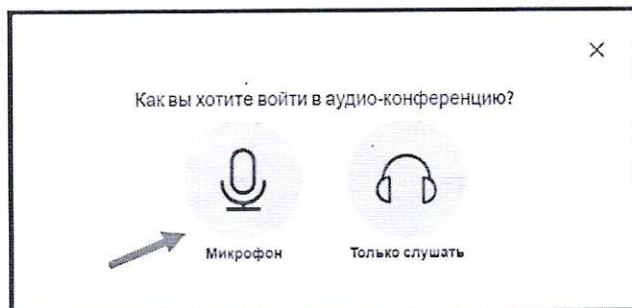 Как вы хотите войти в аудио-конференцию?
Микрофон
Только слушать